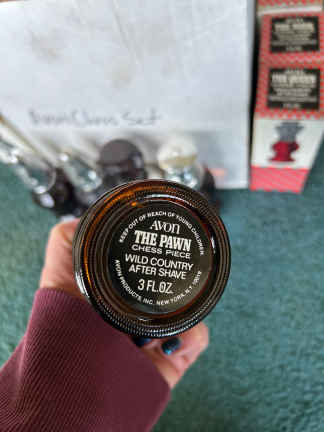 Avon Chess Set
AVON
THE QUEEN
KEEP OUT OF REACH OF YOUNG CHILDREN
AVON
THE PAWN
CHESS PIECE
WILD COUNTRY
AFTER SHAVE
3 FL.OZ.
AVON PRODUCTS, INC. NEW YORK, N.Y. 10019